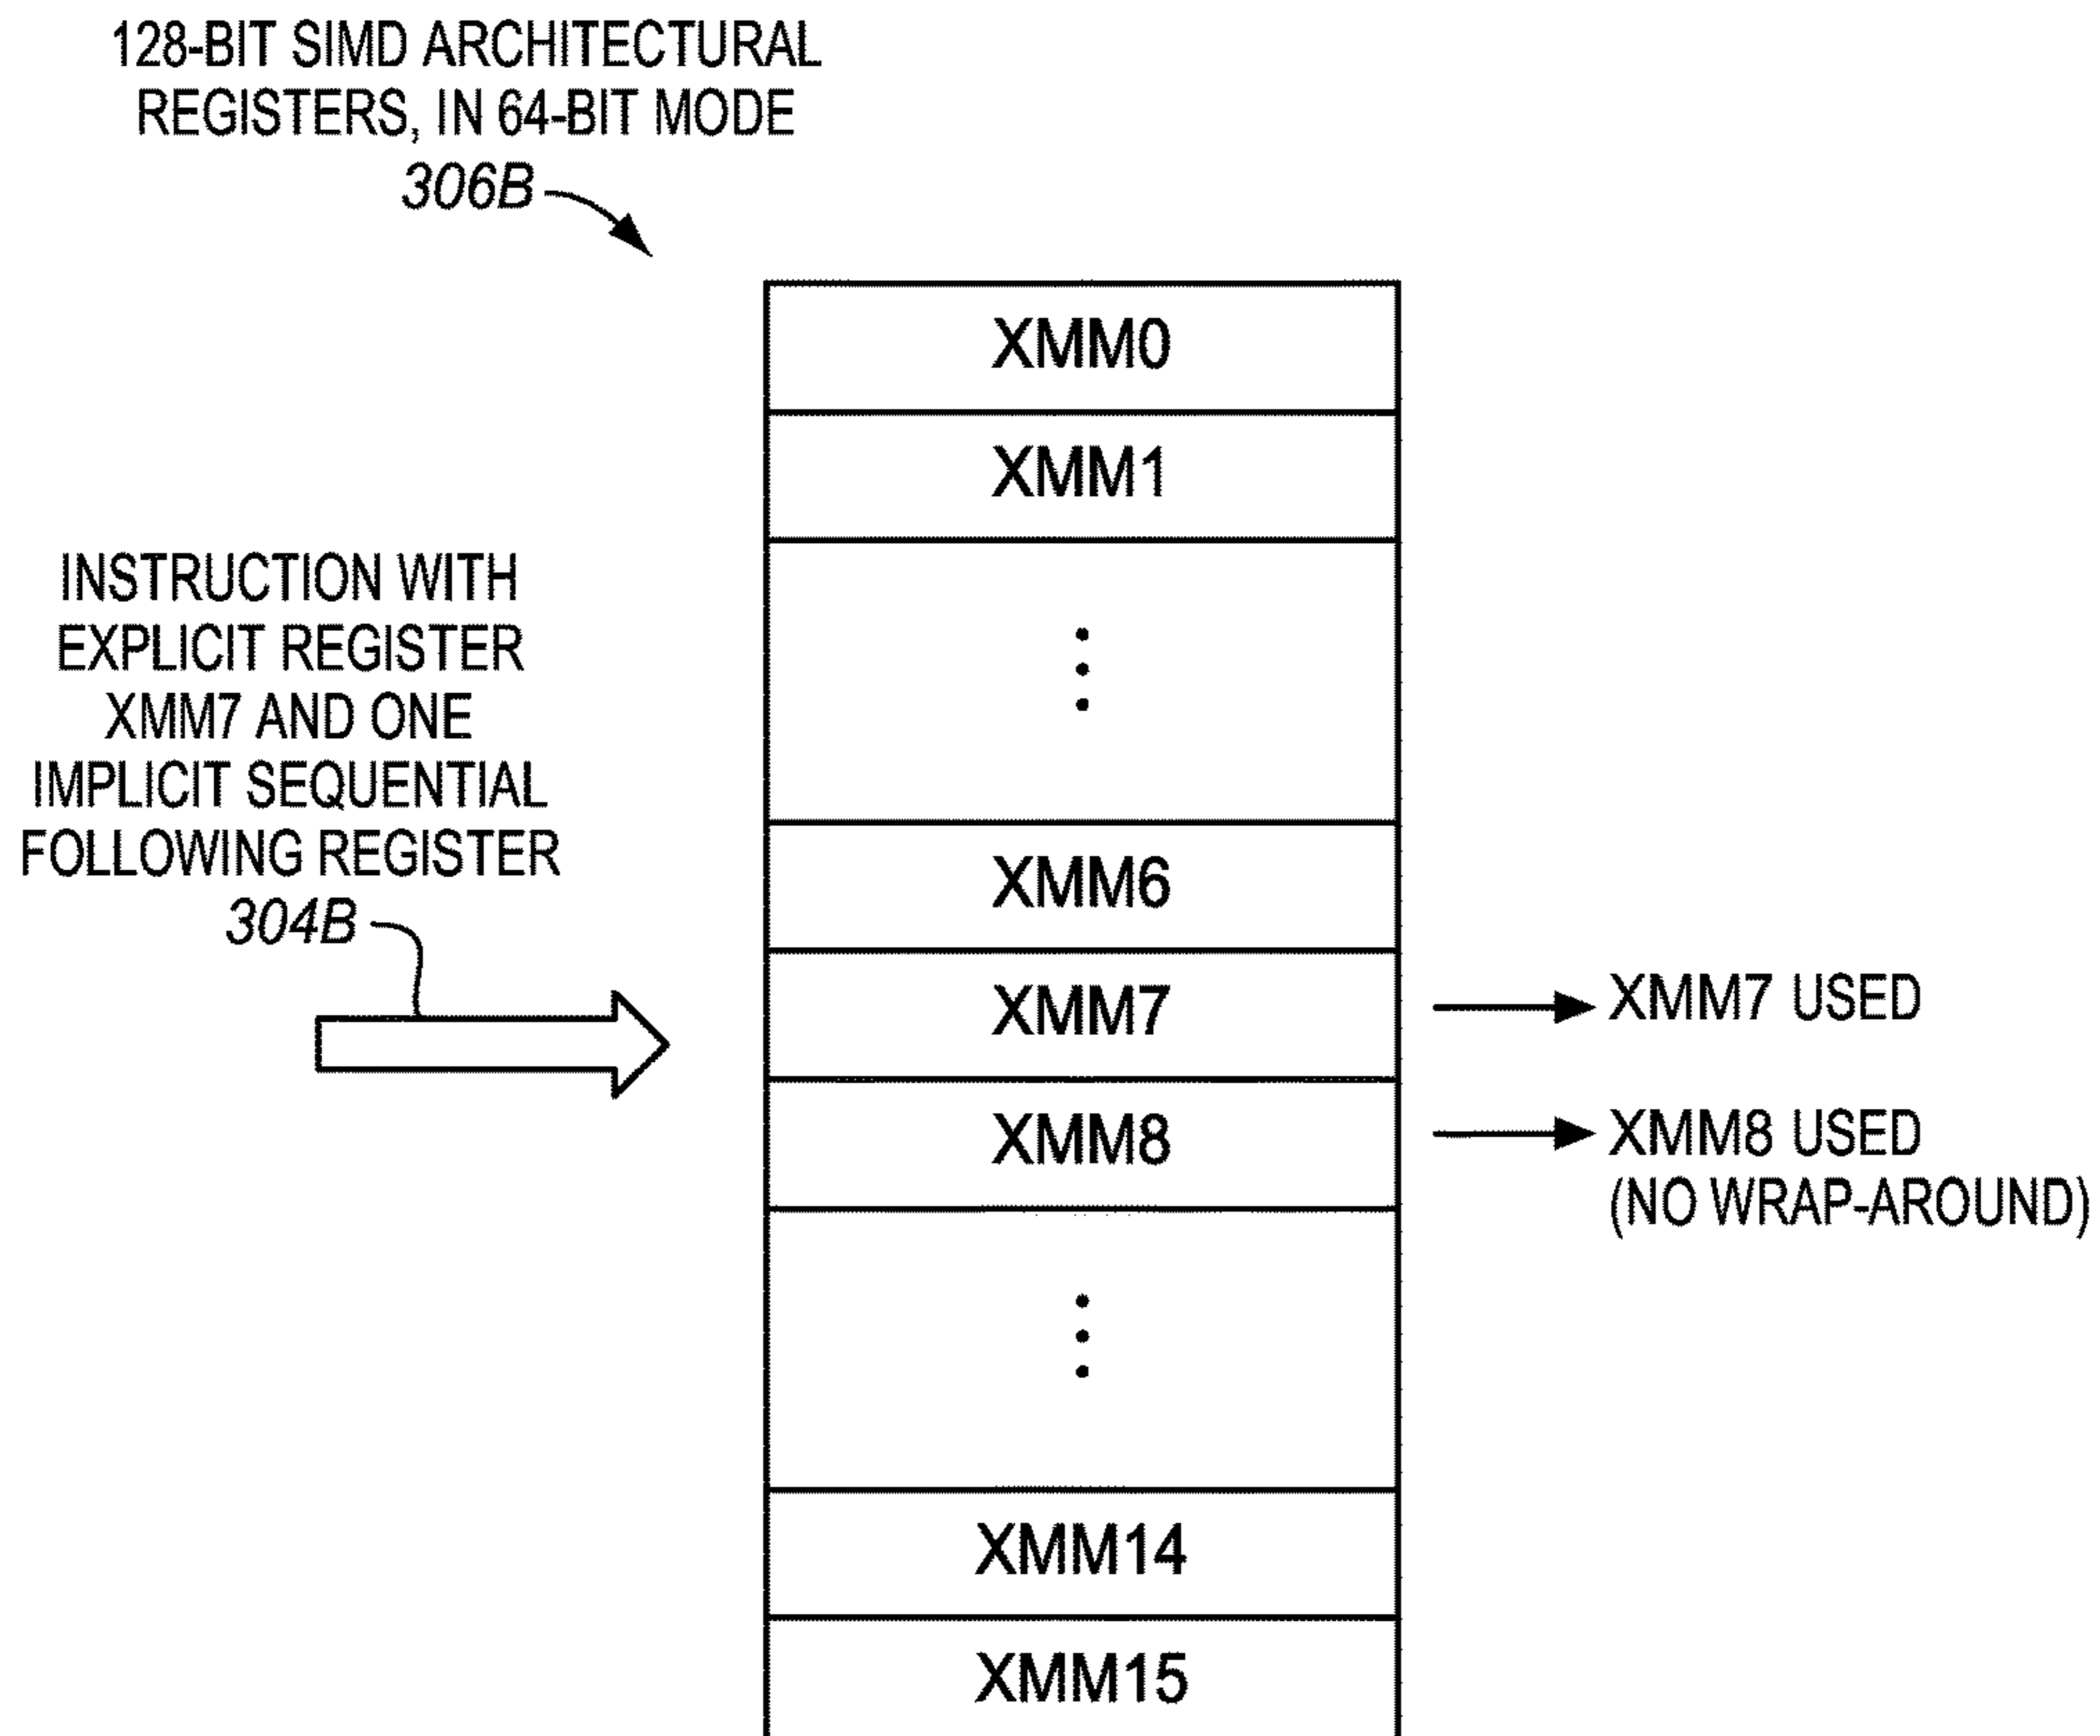 128-BIT SIMD ARCHITECTURAL
REGISTERS, IN 64-BIT MODE
306B
XMM0
XMM1
INSTRUCTION WITH
EXPLICIT REGISTER
XMM7 AND ONE
IMPLICIT SEQUENTIAL
FOLLOWING REGISTER
304B
XMM6
XMM7
XMM7 USED
XMM8
XMM8 USED
(NO WRAP-AROUND)
XMM14
XMM15